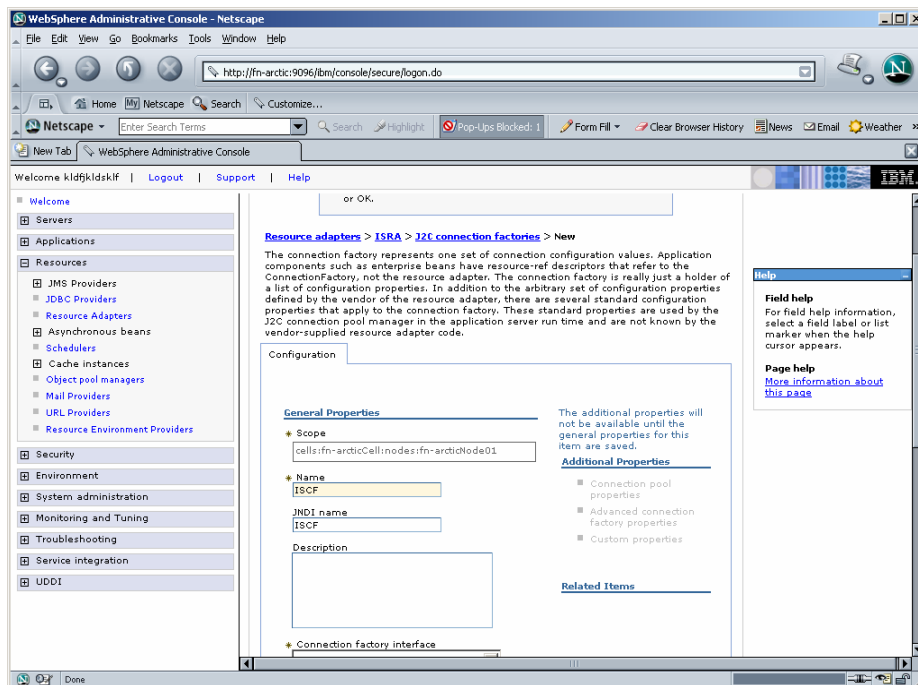 WebSphere Administrative Console - Netscape
File Edit View Go Bookmarks Tools Window Help
http://fn-arctic:9096/ibm/console/secure/logon.do
Home My Netscape Search Customize...
Netscape Enter Search Terms Search Highlight Pop-Ups Blocked: 1 Form Fill Clear Browser History News Email Weather
New Tab WebSphere Administrative Console
Welcome kldfjkldsklf | Logout | Support | Help
IBM.
Welcome
Servers
Applications
Resources
JMS Providers
JDBC Providers
Resource Adapters
Asynchronous beans
Schedulers
Cache instances
Object pool managers
Mail Providers
URL Providers
Resource Environment Providers
Security
Environment
System administration
Monitoring and Tuning
Troubleshooting
Service integration
UDDI
or OK.
Resource adapters > ISRA > J2C connection factories > New
The connection factory represents one set of connection configuration values. Application
components such as enterprise beans have resource-ref descriptors that refer to the
ConnectionFactory, not the resource adapter. The connection factory is really just a holder of
a list of configuration properties. In addition to the arbitrary set of configuration properties
defined by the vendor of the resource adapter, there are several standard configuration
properties that apply to the connection factory. These standard properties are used by the
J2C connection pool manager in the application server run time and are not known by the
vendor-supplied resource adapter code.
Configuration
General Properties
* Scope
cells:fn-arcticCell:nodes:fn-arcticNode01
* Name
ISCF
JNDI name
ISCF
Description
* Connection factory interface
The additional properties will
not be available until the
general properties for this
item are saved.
Additional Properties
Connection pool
properties
Advanced connection
factory properties
Custom properties
Related Items
Help
Field help
For field help information,
select a field label or list
marker when the help
cursor appears.
Page help
More information about
this page
Done